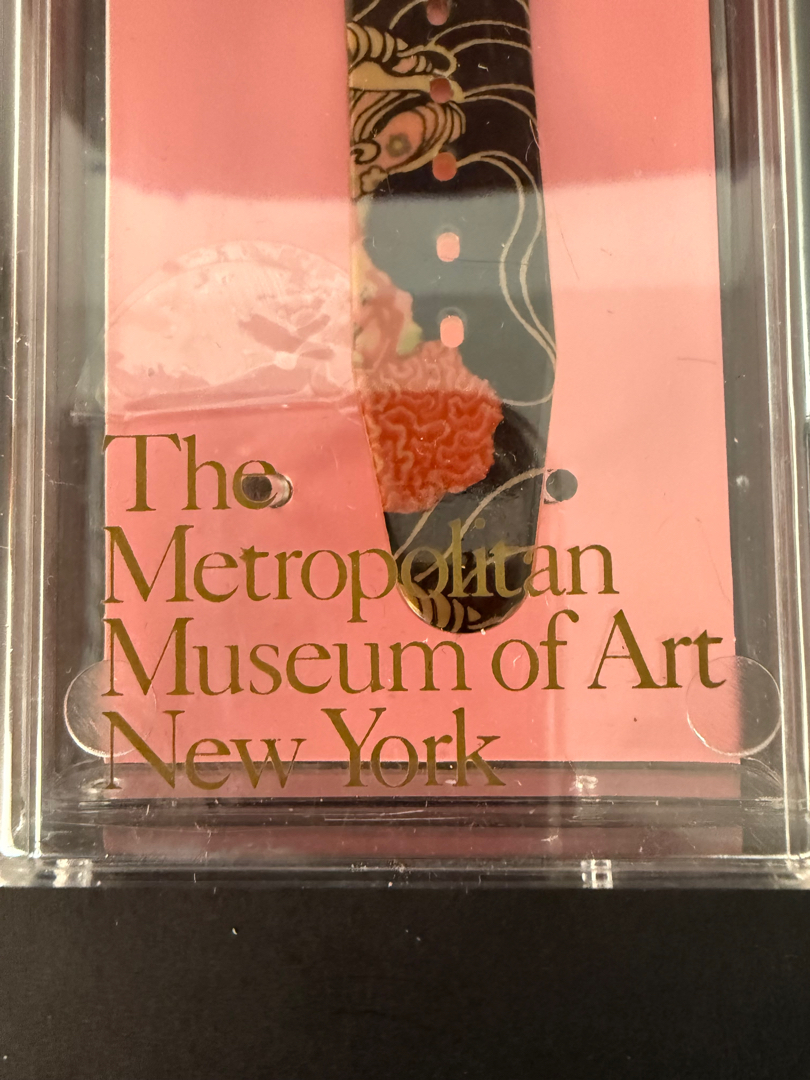 The
Metropolitan
Museum of Art
New York